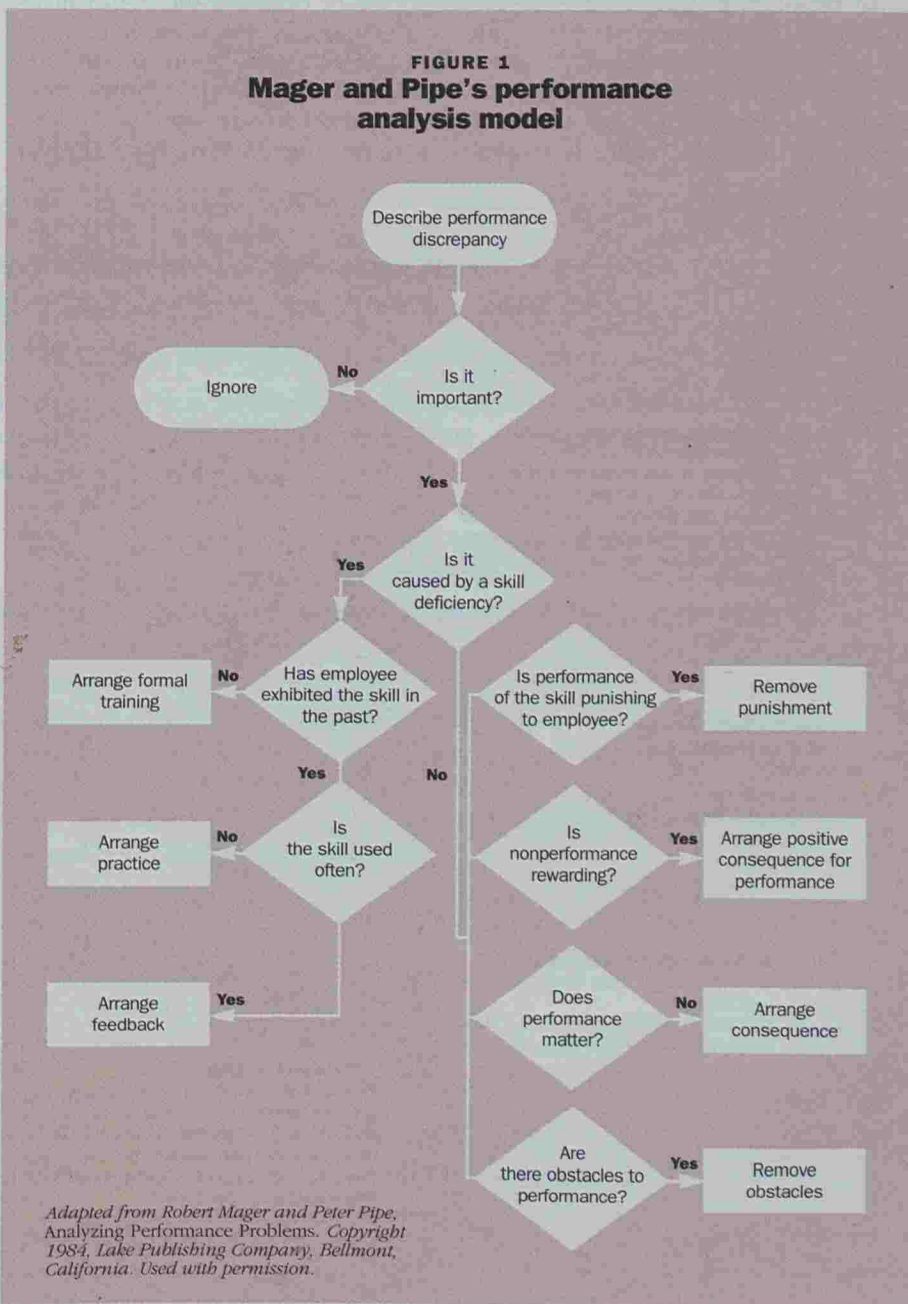 FIGURE 1
Mager and Pipe's performance
analysis model
Describe performance
discrepancy
Is it
important?
No
Ignore
Yes
Is it
caused by a skill
deficiency?
Yes
Has employee
exhibited the skill in
the past?
No
Arrange formal
training
Yes
Is
the skill used
often?
No
Arrange
practice
Yes
Arrange
feedback
No
Is performance
of the skill punishing
to employee?
Yes
Remove
punishment
Is
nonperformance
rewarding?
Yes
Arrange positive
consequence for
performance
Does
performance
matter?
No
Arrange
consequence
Are
there obstacles to
performance?
Yes
Remove
obstacles
Adapted from Robert Mager and Peter Pipe,
Analyzing Performance Problems. Copyright
1984, Lake Publishing Company, Bellmont,
California. Used with permission.